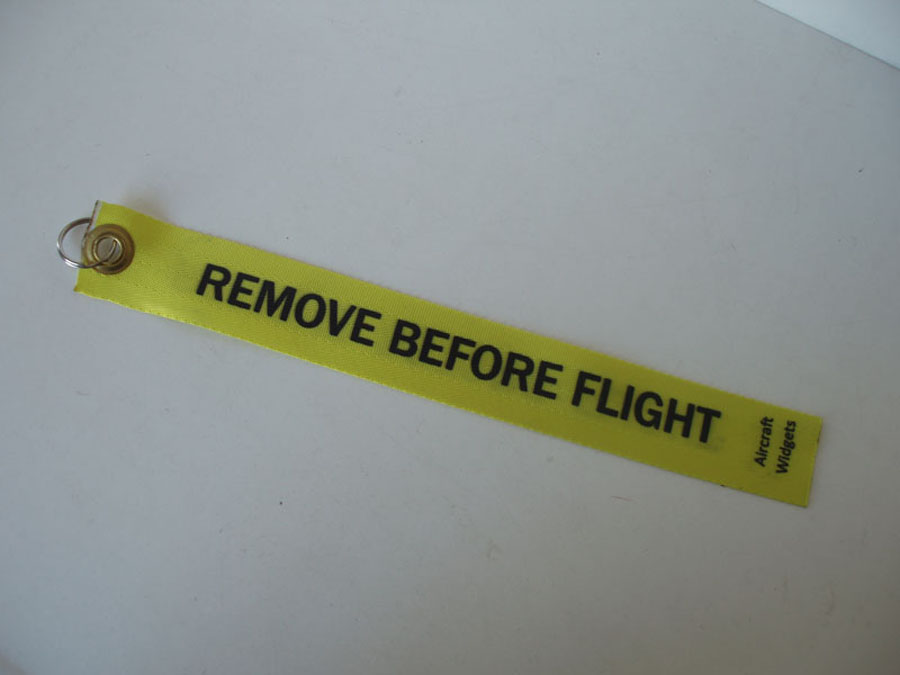 REMOVE BEFORE FLIGHT
Aircraft
Widgets